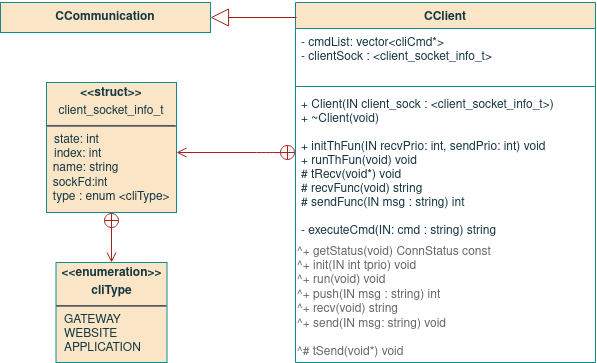 CCommunication
CClient
- cmdList: vector<cliCmd*>
- clientSock : <client_socket_info_t>
+ Client(IN client_sock : <client_socket_info_t>)
+ ~Client(void)
+ initThFun(IN recvPrio: int, sendPrio: int) void
+ runThFun(void) void
# tRecv(void*) void
# recvFunc(void) string
# sendFunc(IN msg : string) int
- executeCmd(IN: cmd : string) string
^+ getStatus(void) ConnStatus const
^+ init(IN int tprio) void
^+ run(void) void
^+ push(IN msg : string) int
^+ recv(void) string
^+ send(IN msg: string) void
^# tSend(void*) void
<<struct>>
client_socket_info_t
state: int
index: int
name: string
sockFd:int
type : enum <cliType>
<<enumeration>>
cliType
GATEWAY
WEBSITE
APPLICATION